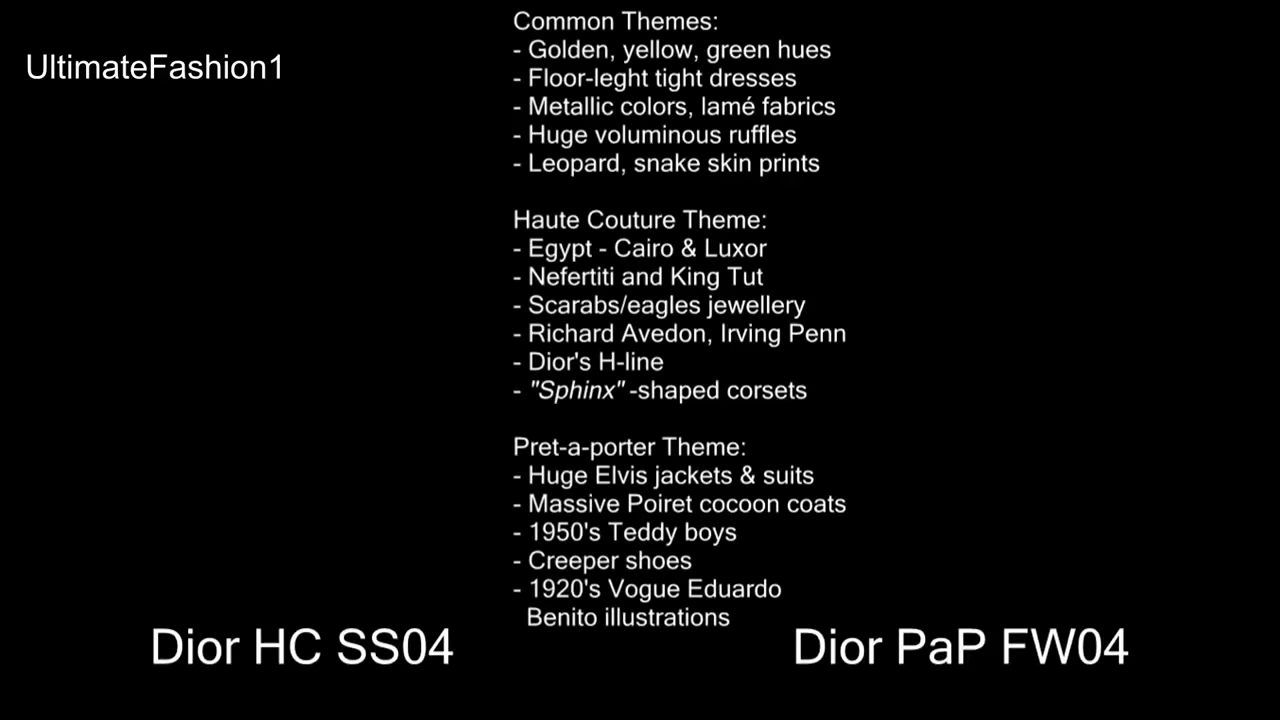 UltimateFashion1
Common Themes:
- Golden, yellow, green hues
- Floor-leght tight dresses
- Metallic colors, lamé fabrics
- Huge voluminous ruffles
- Leopard, snake skin prints
Haute Couture Theme:
- Egypt - Cairo & Luxor
- Nefertiti and King Tut
- Scarabs/eagles jewellery
- Richard Avedon, Irving Penn
- Dior's H-line
- "Sphinx" -shaped corsets
Pret-a-porter Theme:
- Huge Elvis jackets & suits
- Massive Poiret cocoon coats
- 1950's Teddy boys
- Creeper shoes
- 1920's Vogue Eduardo
Benito illustrations
Dior HC SS04
Dior PaP FW04